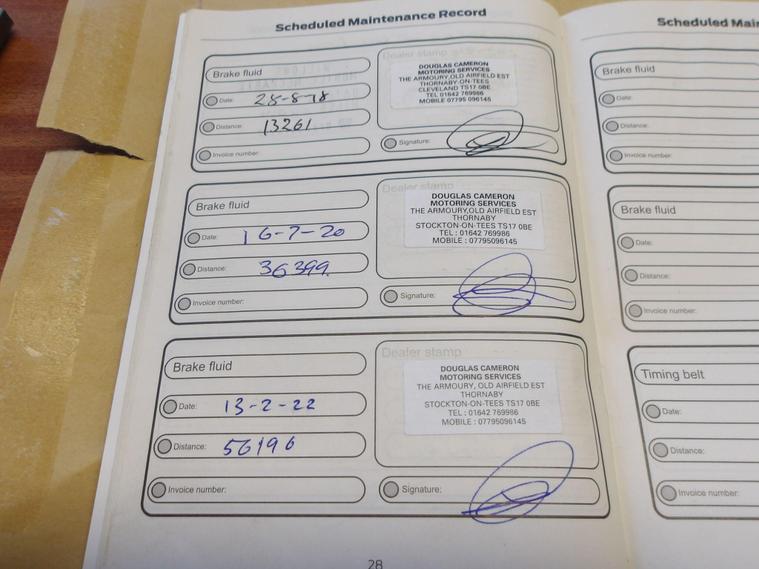 Scheduled Maintenance Record
Brake fluid
Date: 28-8-18
Distance: 13261
Invoice number:
Dealer stamp
DOUGLAS CAMERON
MOTORING SERVICES
THE ARMOURY,OLD AIRFIELD EST
THORNABY-ON-TEES
CLEVELAND TS17 0BE
TEL 01642 769986
MOBILE 07795 096145
Signature:
Brake fluid
Date: 16-7-20
Distance: 36399
Invoice number:
Dealer stamp
DOUGLAS CAMERON
MOTORING SERVICES
THE ARMOURY,OLD AIRFIELD EST
THORNABY
STOCKTON-ON-TEES TS17 0BE
TEL : 01642 769986
MOBILE : 07795096145
Signature:
Brake fluid
Date: 13-2-22
Distance: 56196
Invoice number:
Dealer stamp
DOUGLAS CAMERON
MOTORING SERVICES
THE ARMOURY, OLD AIRFIELD EST
THORNABY
STOCKTON-ON-TEES TS17 0BE
TEL : 01642 769986
MOBILE : 07795096145
Signature:
28
Scheduled
Brake fluid
Date:
Distance:
Invoice number:
Brake fluid
Date:
Distance:
Invoice number:
Timing belt
Date:
Distance:
Invoice number: